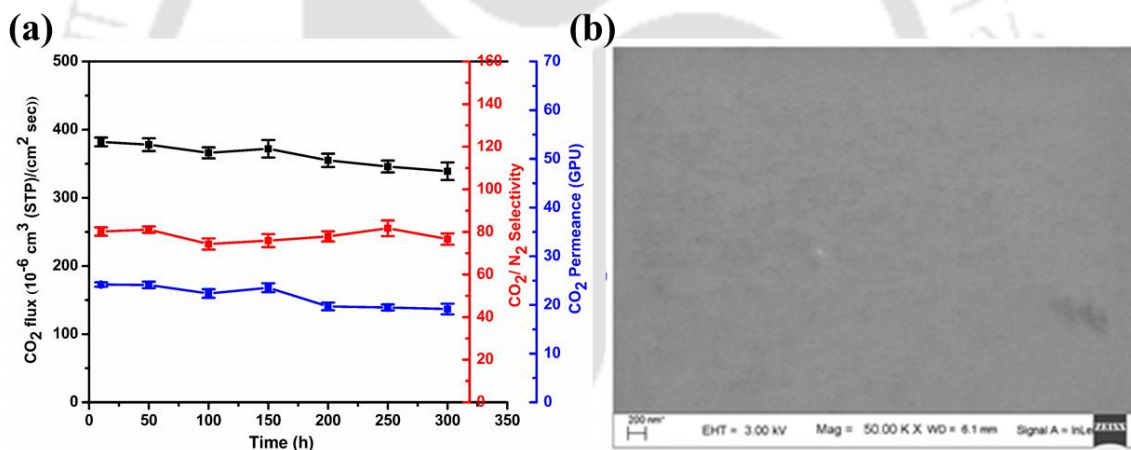 (a)
(b)
500
400
300
200
100
0
CO2 flux (10-6 cm3 (STP)/(cm2 sec))
0 50 100 150 200 250 300 350
Time (h)
160
140
120
100
80
60
40
20
0
CO2/ N2 Selectivity
70
60
50
40
30
20
10
0
CO2 Permeance (GPU)
200 nm*
EHT = 3.00 kV Mag = 50.00 K X WD = 6.1 mm Signal A = InLe
ZEISS